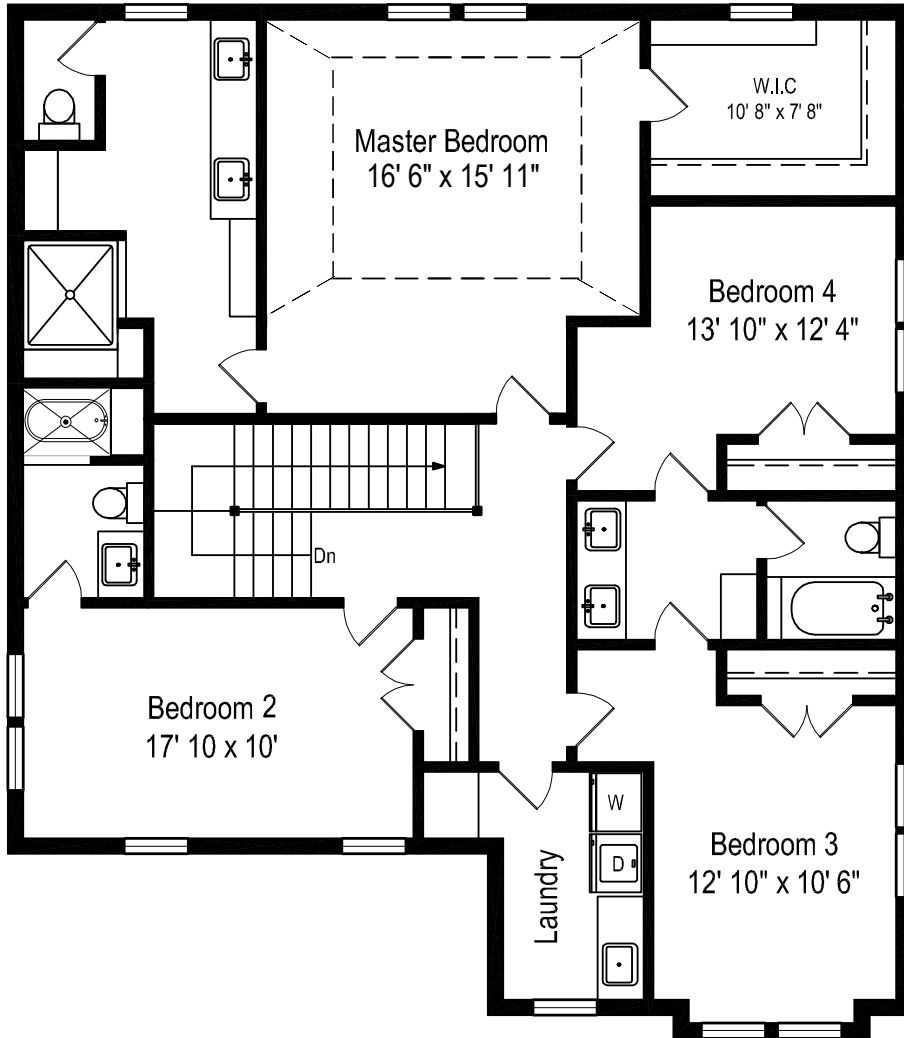 Master Bedroom
16' 6" x 15' 11"
W.I.C
10' 8" x 7' 8"
Bedroom 4
13' 10" x 12' 4"
Dn
Bedroom 2
17' 10 x 10'
W
D
Laundry
Bedroom 3
12' 10" x 10' 6"